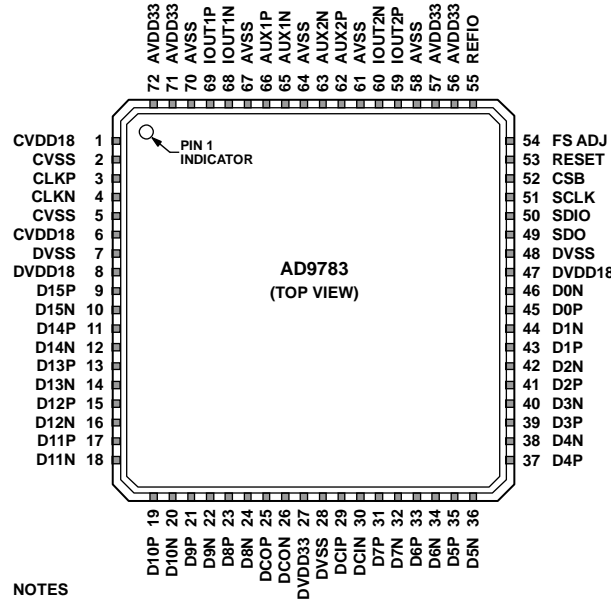 72 AVDD33
71 AVDD33
70 AVSS
69 IOUT1P
68 IOUT1N
67 AVSS
66 AUX1P
65 AUX1N
64 AVSS
63 AUX2N
62 AUX2P
61 AVSS
60 IOUT2N
59 IOUT2P
58 AVSS
57 AVDD33
56 AVDD33
55 REFIO
CVDD18 1
CVSS 2
CLKP 3
CLKN 4
CVSS 5
CVDD18 6
DVSS 7
DVDD18 8
D15P 9
D15N 10
D14P 11
D14N 12
D13P 13
D13N 14
D12P 15
D12N 16
D11P 17
D11N 18
PIN 1
INDICATOR
AD9783
(TOP VIEW)
54 FS ADJ
53 RESET
52 CSB
51 SCLK
50 SDIO
49 SDO
48 DVSS
47 DVDD18
46 D0N
45 D0P
44 D1N
43 D1P
42 D2N
41 D2P
40 D3N
39 D3P
38 D4N
37 D4P
D10P 19
D10N 20
D9P 21
D9N 22
D8P 23
D8N 24
DCOP 25
DCON 26
DVDD33 27
DVSS 28
DCIP 29
DCIN 30
D7P 31
D7N 32
D6P 33
D6N 34
D5P 35
D5N 36
NOTES